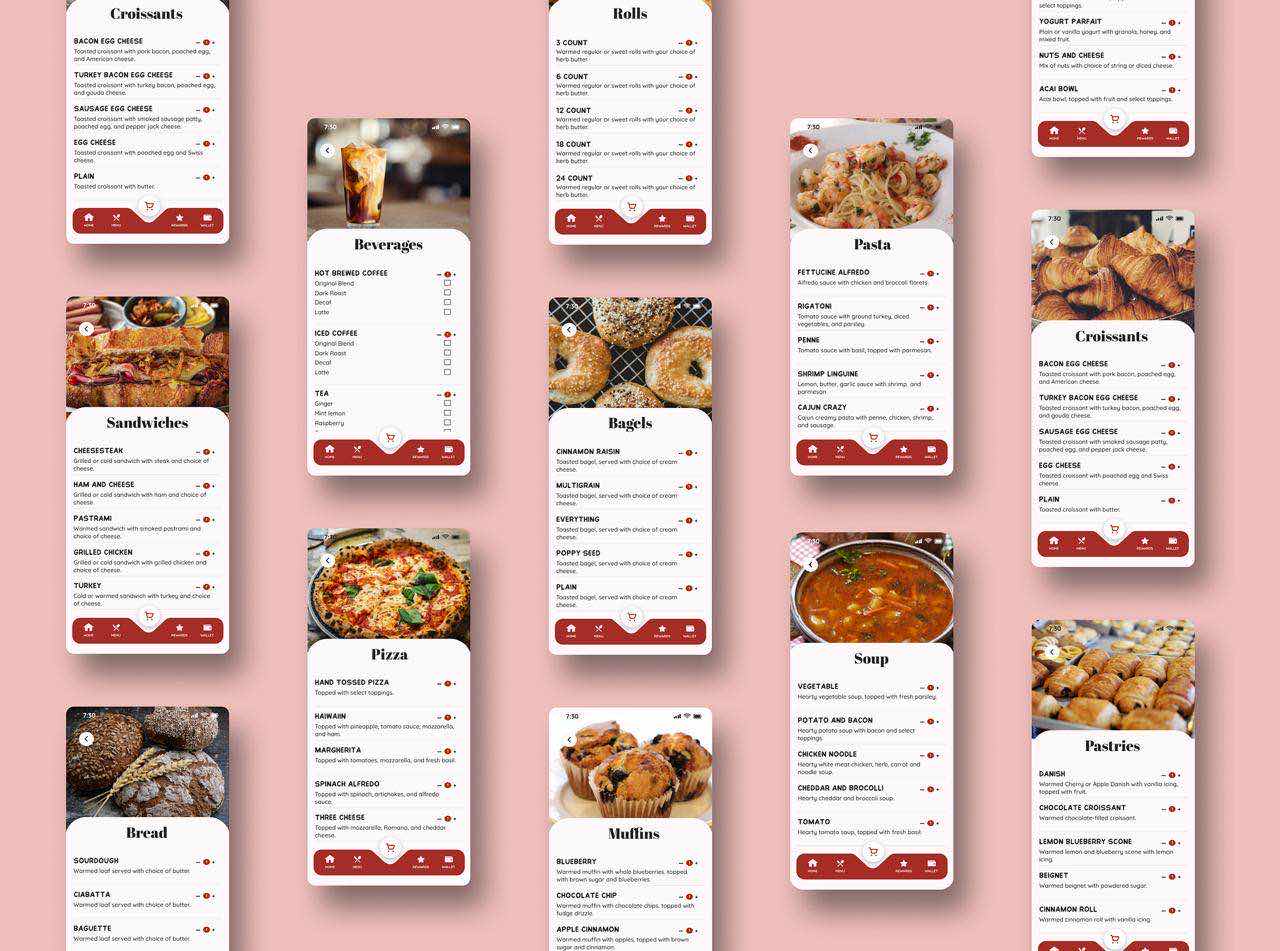 Croissants
BACON EGG CHEESE
Toasted croissant with pork bacon, poached egg,
and American cheese.
TURKEY BACON EGG CHEESE
Toasted croissant with turkey bacon, poached egg,
and gouda cheese.
SAUSAGE EGG CHEESE
Toasted croissant with smoked sausage patty,
poached egg, and pepper jack cheese.
EGG CHEESE
Toasted croissant with poached egg and Swiss
cheese.
PLAIN
Toasted croissant with butter.
HOME MENU REWARDS WALLET
7:30
Sandwiches
CHEESESTEAK
Grilled or cold sandwich with steak and choice of
cheese.
HAM AND CHEESE
Grilled or cold sandwich with ham and choice of
cheese.
PASTRAMI
Warmed sandwich with smoked pastrami and
choice of cheese.
GRILLED CHICKEN
Grilled or cold sandwich with grilled chicken and
choice of cheese.
TURKEY
Cold or warmed sandwich with turkey and choice
of cheese.
HOME MENU REWARDS WALLET
7:30
Bread
SOURDOUGH
Warmed loaf served with choice of butter.
CIABATTA
Warmed loaf served with choice of butter.
BAGUETTE
Warmed loaf served with choice of butter.
7:30
Beverages
HOT BREWED COFFEE
Original Blend
Dark Roast
Decaf
Latte
ICED COFFEE
Original Blend
Dark Roast
Decaf
Latte
TEA
Ginger
Mint lemon
Raspberry
HOME MENU REWARDS WALLET
7:30
Pizza
HAND TOSSED PIZZA
Topped with select toppings.
HAIWAIIN
Topped with pineapple, tomato sauce, mozzarella,
and ham.
MARGHERITA
Topped with tomatoes, mozzarella, and fresh basil.
SPINACH ALFREDO
Topped with spinach, artichokes, and alfredo
sauce.
THREE CHEESE
Topped with mozzarella, Romana, and cheddar
cheese.
HOME MENU REWARDS WALLET
Rolls
3 COUNT
Warmed regular or sweet rolls with your choice of
herb butter.
6 COUNT
Warmed regular or sweet rolls with your choice of
herb butter.
12 COUNT
Warmed regular or sweet rolls with your choice of
herb butter.
18 COUNT
Warmed regular or sweet rolls with your choice of
herb butter.
24 COUNT
Warmed regular or sweet rolls with your choice of
herb butter.
HOME MENU REWARDS WALLET
7:30
Bagels
CINNAMON RAISIN
Toasted bagel, served with choice of cream
cheese.
MULTIGRAIN
Toasted bagel, served with choice of cream
cheese.
EVERYTHING
Toasted bagel, served with choice of cream
cheese.
POPPY SEED
Toasted bagel, served with choice of cream
cheese.
PLAIN
Toasted bagel, served with choice of cream
cheese.
HOME MENU REWARDS WALLET
7:30
Muffins
BLUEBERRY
Warmed muffin with whole blueberries, topped
with brown sugar and blueberries.
CHOCOLATE CHIP
Warmed muffin with chocolate chips, topped with
fudge drizzle.
APPLE CINNAMON
Warmed muffin with apples, topped with brown
sugar and cinnamon.
7:30
Pasta
FETTUCINE ALFREDO
Alfredo sauce with chicken and broccoli florets.
RIGATONI
Tomato sauce with ground turkey, diced
vegetables, and parsley.
PENNE
Tomato sauce with basil, topped with parmesan.
SHRIMP LINGUINE
Lemon, butter, garlic sauce with shrimp, and
parmesan
CAJUN CRAZY
Cajun creamy pasta with penne, chicken, shrimp,
and sausage.
HOME MENU REWARDS WALLET
7:30
Soup
VEGETABLE
Hearty vegetable soup, topped with fresh parsley.
POTATO AND BACON
Hearty potato soup with bacon and select
toppings.
CHICKEN NOODLE
Hearty white meat chicken, herb, carrot and
noodle soup.
CHEDDAR AND BROCOLLI
Hearty cheddar and broccoli soup.
TOMATO
Hearty tomato soup, topped with fresh basil.
HOME MENU REWARDS WALLET
select toppings.
YOGURT PARFAIT
Plain or vanilla yogurt with granola, honey, and
mixed fruit.
NUTS AND CHEESE
Mix of nuts with choice of string or diced cheese.
ACAI BOWL
Acai bowl, topped with fruit and select toppings.
HOME MENU REWARDS WALLET
7:30
Croissants
BACON EGG CHEESE
Toasted croissant with pork bacon, poached egg,
and American cheese.
TURKEY BACON EGG CHEESE
Toasted croissant with turkey bacon, poached egg,
and gouda cheese.
SAUSAGE EGG CHEESE
Toasted croissant with smoked sausage patty,
poached egg, and pepper jack cheese.
EGG CHEESE
Toasted croissant with poached egg and Swiss
cheese.
PLAIN
Toasted croissant with butter.
HOME MENU REWARDS WALLET
7:30
Pastries
DANISH
Warmed Cherry or Apple Danish with vanilla icing,
topped with fruit.
CHOCOLATE CROISSANT
Warmed chocolate-filled croissant.
LEMON BLUEBERRY SCONE
Warmed lemon and blueberry scone with lemon
icing.
BEIGNET
Warmed beignet with powdered sugar.
CINNAMON ROLL
Warmed cinnamon roll with vanilla icing.